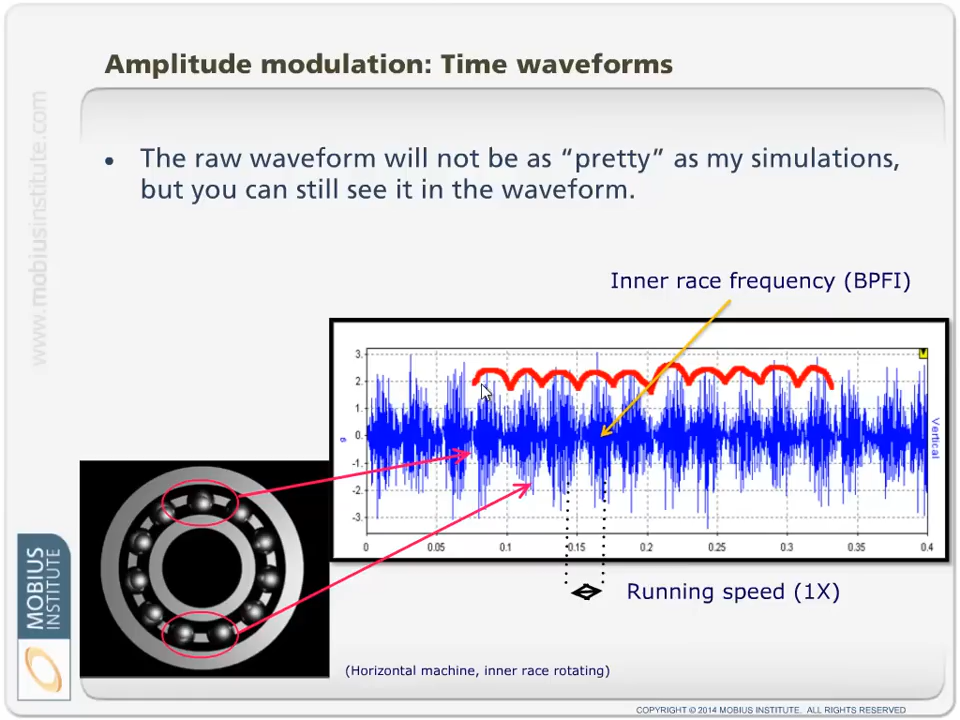 Amplitude modulation: Time waveforms
• The raw waveform will not be as “pretty” as my simulations,
but you can still see it in the waveform.
www.mobiusinstitute.com
Inner race frequency (BPFI)
3.
2.
1.
0.
-1.
-2.
-3.
g
Vertical
0 0.05 0.1 0.15 0.2 0.25 0.3 0.35 0.4
Running speed (1X)
MOBIUS
INSTITUTE
(Horizontal machine, inner race rotating)
COPYRIGHT © 2014 MOBIUS INSTITUTE. ALL RIGHTS RESERVED